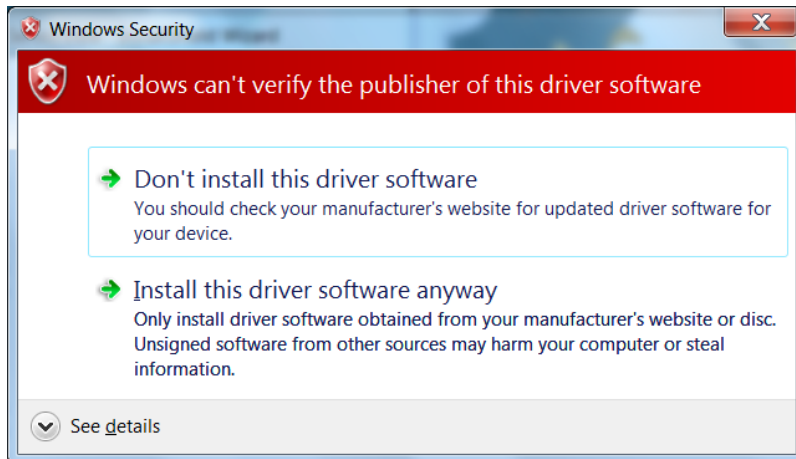 Windows Security
Windows can't verify the publisher of this driver software
Don't install this driver software
You should check your manufacturer's website for updated driver software for
your device.
Install this driver software anyway
Only install driver software obtained from your manufacturer's website or disc.
Unsigned software from other sources may harm your computer or steal
information.
See details